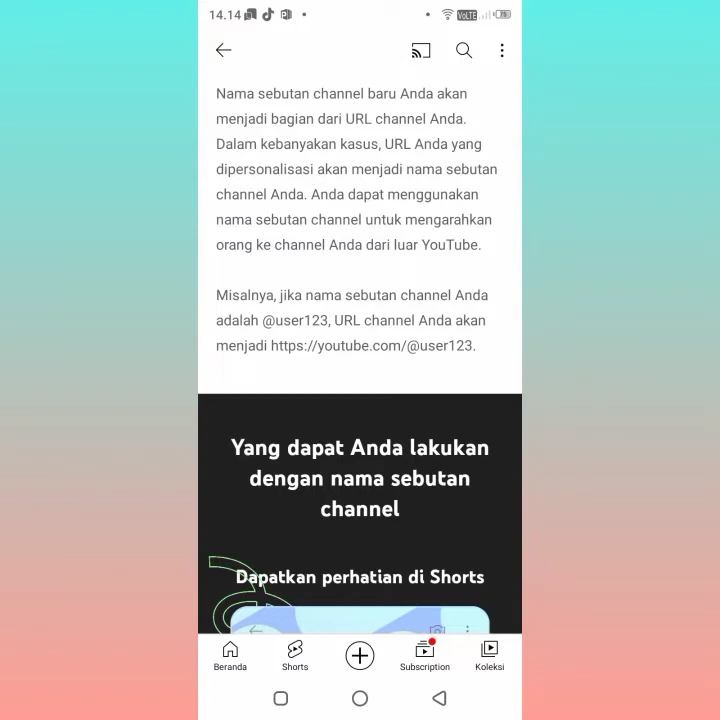 14.14
VoLTE
Nama sebutan channel baru Anda akan
menjadi bagian dari URL channel Anda.
Dalam kebanyakan kasus, URL Anda yang
dipersonalisasi akan menjadi nama sebutan
channel Anda. Anda dapat menggunakan
nama sebutan channel untuk mengarahkan
orang ke channel Anda dari luar YouTube.
Misalnya, jika nama sebutan channel Anda
adalah @user123, URL channel Anda akan
menjadi https://youtube.com/@user123.
Yang dapat Anda lakukan
dengan nama sebutan
channel
Dapatkan perhatian di Shorts
Beranda
Shorts
Subscription
Koleksi